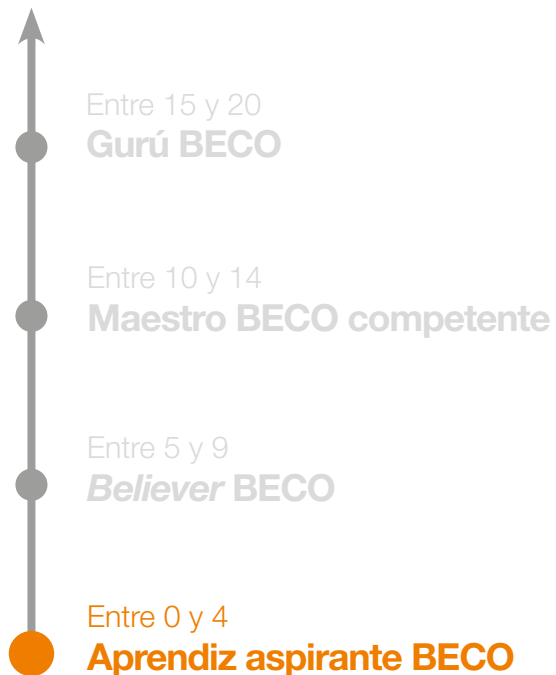 Entre 15 y 20
Gurú BECO
Entre 10 y 14
Maestro BECO competente
Entre 5 y 9
Believer BECO
Entre 0 y 4
Aprendiz aspirante BECO